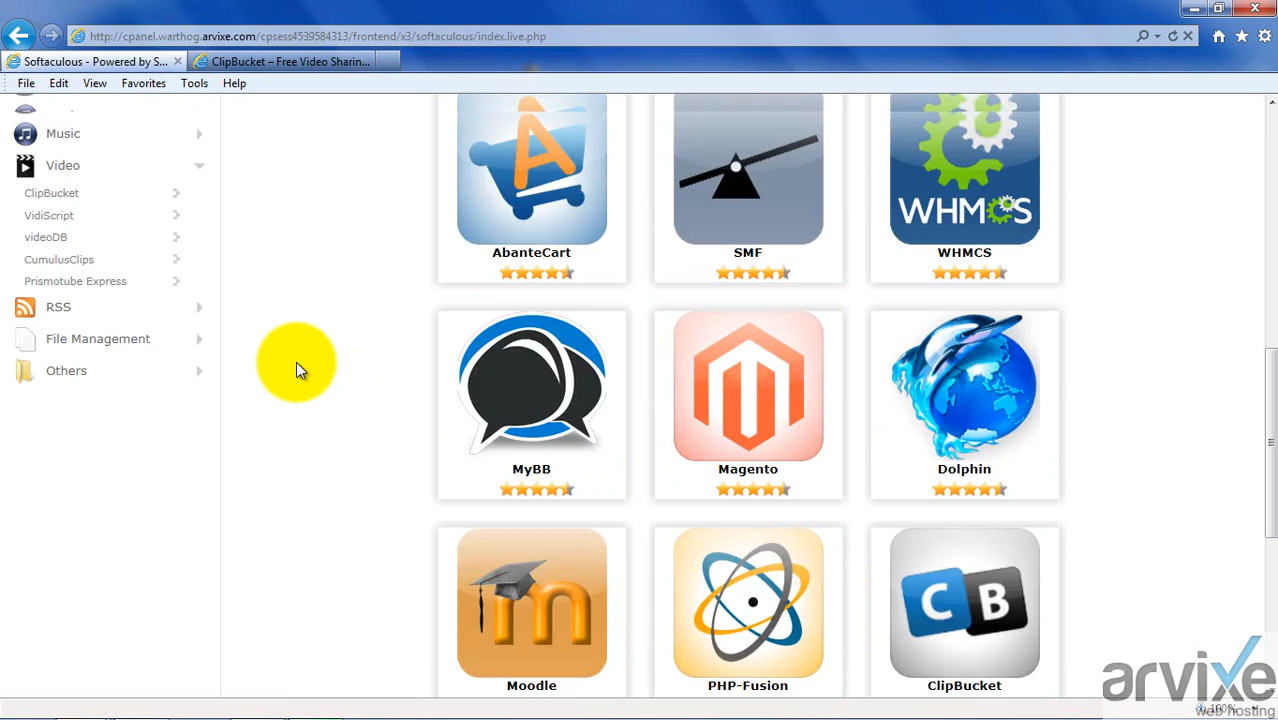 http://cpanel.warthog.arvixe.com/cpsess4539584313/frontend/x3/softaculous/index.live.php
Softaculous - Powered by S...
ClipBucket – Free Video Sharin...
File Edit View Favorites Tools Help
Music
Video
ClipBucket
VidiScript
videoDB
CumulusClips
Prismotube Express
RSS
File Management
Others
A
WHMCS
AbanteCart
SMF
WHMCS
MyBB
Magento
Dolphin
m
C B
Moodle
PHP-Fusion
ClipBucket
arvixe
web hosting
100%